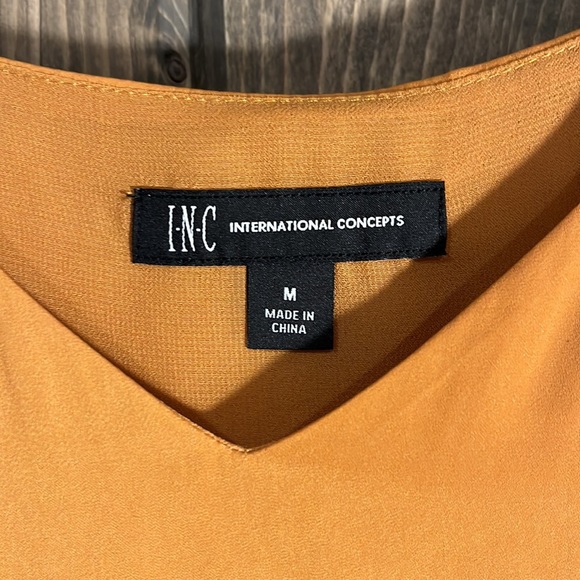 I·N·C INTERNATIONAL CONCEPTS
M
MADE IN
CHINA